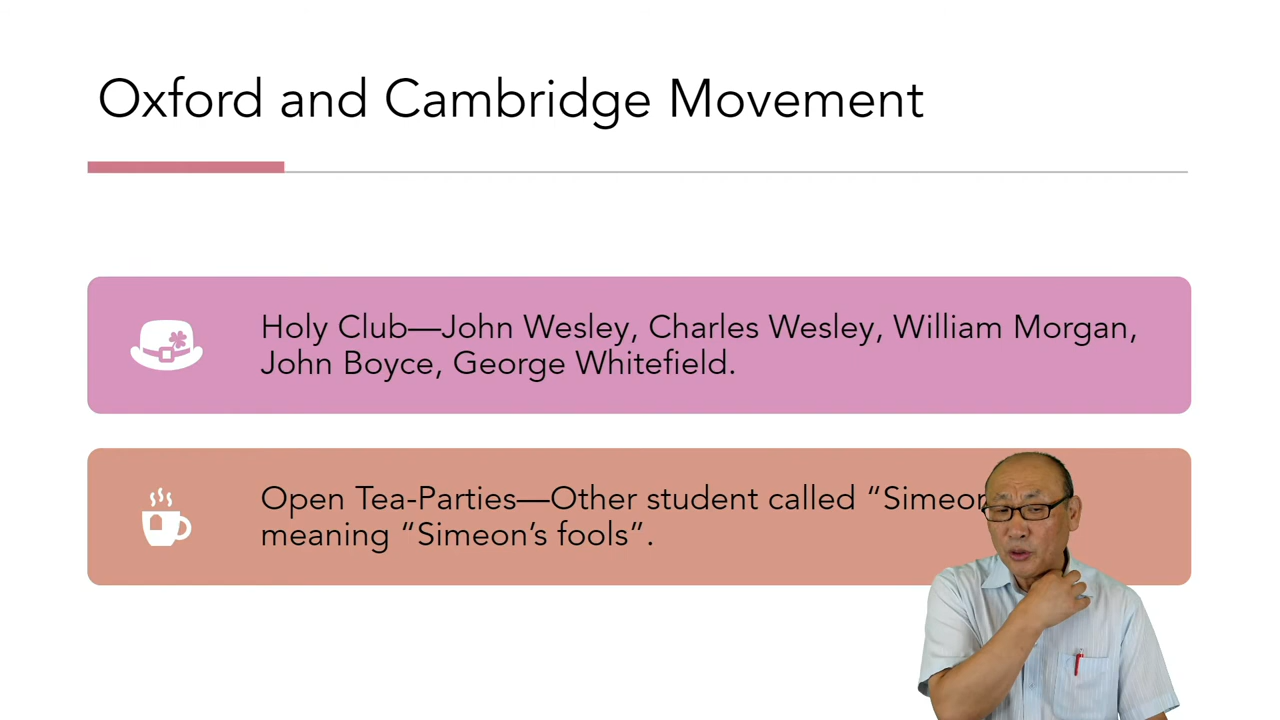 Oxford and Cambridge Movement
Holy Club—John Wesley, Charles Wesley, William Morgan,
John Boyce, George Whitefield.
Open Tea-Parties—Other student called “Simeon
meaning “Simeon’s fools”.